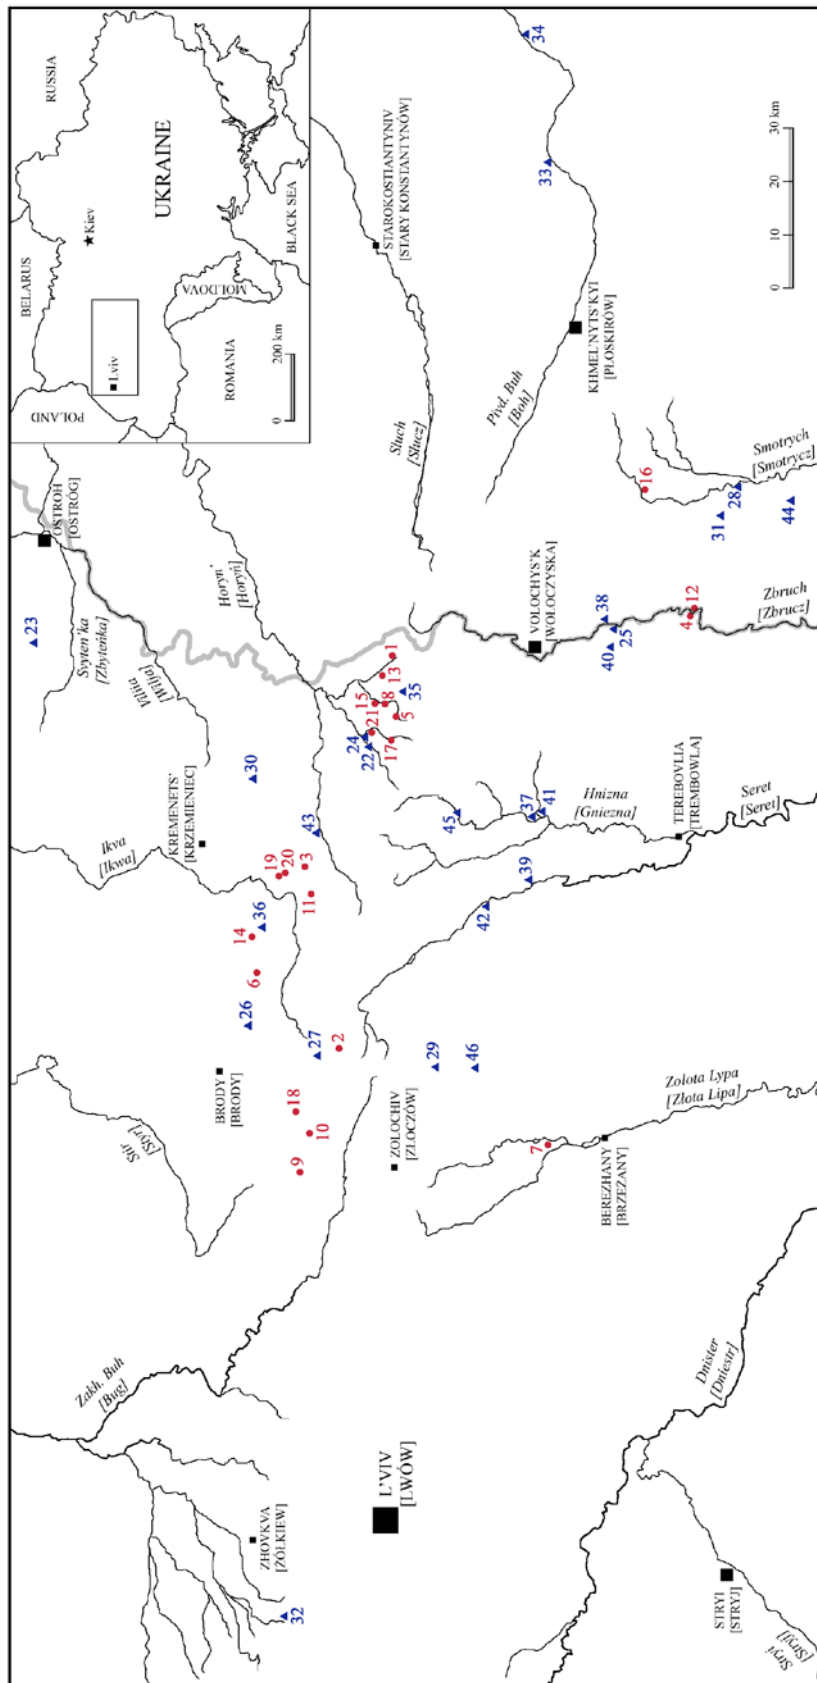 POLAND
BELARUS
RUSSIA
Kiev
Lviv
UKRAINE
MOLDOVA
ROMANIA
BLACK SEA
0
200 km
34
33
STAROKOSTIANTYNIV
[STARY KONSTANTYNÓW]
0
10
20
30 km
KHMEL'NYTS'KYI
[PŁOSKIRÓW]
Pivd. Buh
[Boh]
Sluch
[Słucz]
16
Smotrych
[Smotrycz]
28
31
44
OSTROH
[OSTRÓG]
Horyn'
[Horyń]
23
Svyten'ka
[Zbyteńka]
Vilna
[Wilja]
VOLOCHYS'K
[WOŁOCZYSKA]
38
25
40
12
4
Zbruch
[Zbrucz]
1
13
35
15
8
5
21
24
22
17
30
KREMENETS'
[KRZEMIENIEC]
Ikva
[Ikwa]
43
45
37
41
Hnizna
[Gniezna]
TEREBOVLIA
[TREMBOWLA]
Seret
[Seret]
19
20
3
11
39
42
36
14
6
26
27
2
29
46
BRODY
[BRODY]
Stir
[Styr]
18
10
9
ZOLOCHIV
[ZŁOCZÓW]
7
BEREZHANY
[BRZEŻANY]
Zolota Lypa
[Złota Lipa]
Zakh. Buh
[Bug]
Dnister
[Dniestr]
L'VIV
[LWÓW]
ZHOVKVA
[ŻÓŁKIEW]
32
STRYI
[STRYJ]
Stryi
[Stryj]